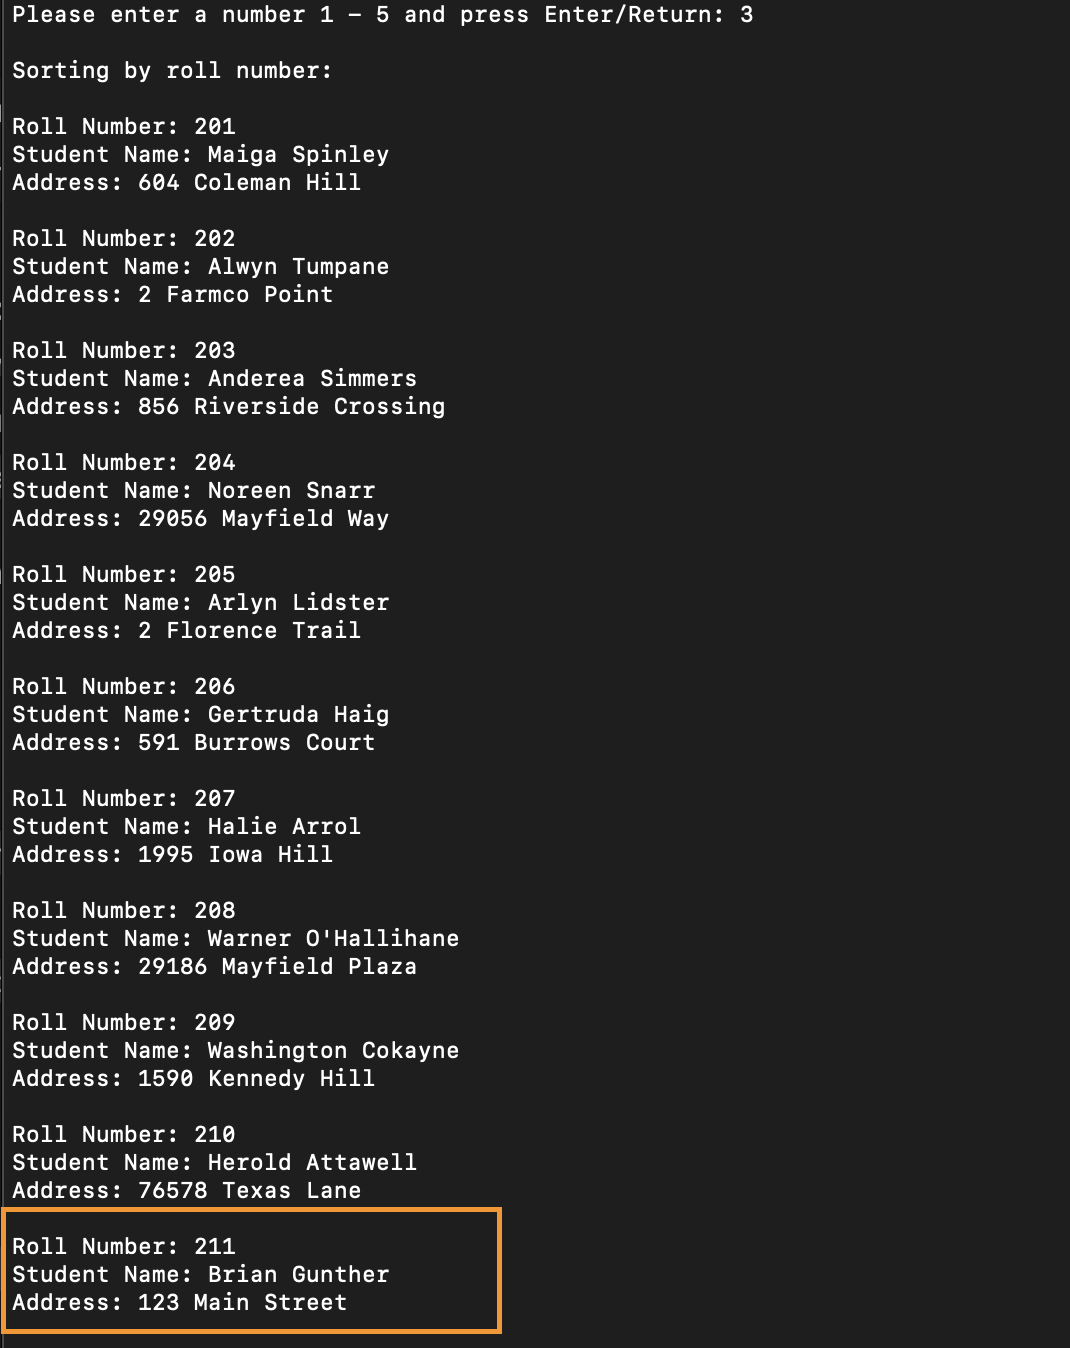 Please enter a number 1 – 5 and press Enter/Return: 3
Sorting by roll number:
Roll Number: 201
Student Name: Maiga Spinley
Address: 604 Coleman Hill
Roll Number: 202
Student Name: Alwyn Tumpane
Address: 2 Farmco Point
Roll Number: 203
Student Name: Anderea Simmers
Address: 856 Riverside Crossing
Roll Number: 204
Student Name: Noreen Snarr
Address: 29056 Mayfield Way
Roll Number: 205
Student Name: Arlyn Lidster
Address: 2 Florence Trail
Roll Number: 206
Student Name: Gertruda Haig
Address: 591 Burrows Court
Roll Number: 207
Student Name: Halie Arrol
Address: 1995 Iowa Hill
Roll Number: 208
Student Name: Warner O'Hallihane
Address: 29186 Mayfield Plaza
Roll Number: 209
Student Name: Washington Cokayne
Address: 1590 Kennedy Hill
Roll Number: 210
Student Name: Herold Attawell
Address: 76578 Texas Lane
Roll Number: 211
Student Name: Brian Gunther
Address: 123 Main Street